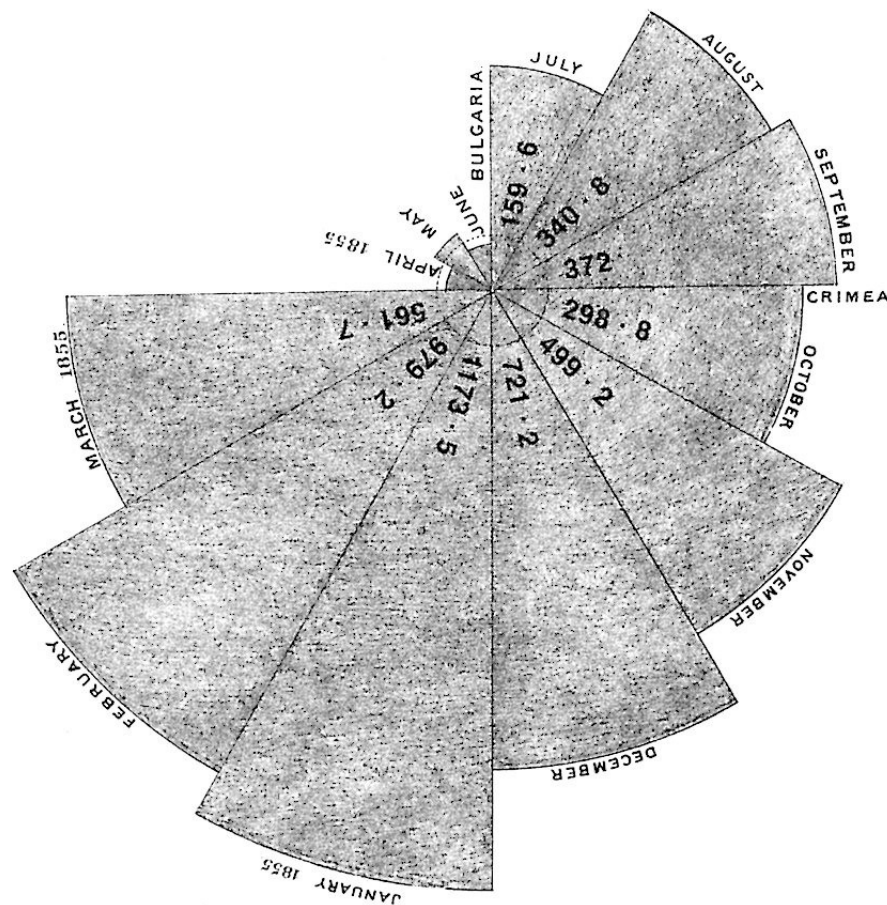 APRIL 1855
MAY
JUNE
BULGARIA.
JULY
159·6
AUGUST
340·8
SEPTEMBER
372
CRIMEA
298·8
OCTOBER
499·2
NOVEMBER
721·2
DECEMBER
1173·5
JANUARY 1855.
979·2
FEBRUARY
561·7
MARCH 1855.